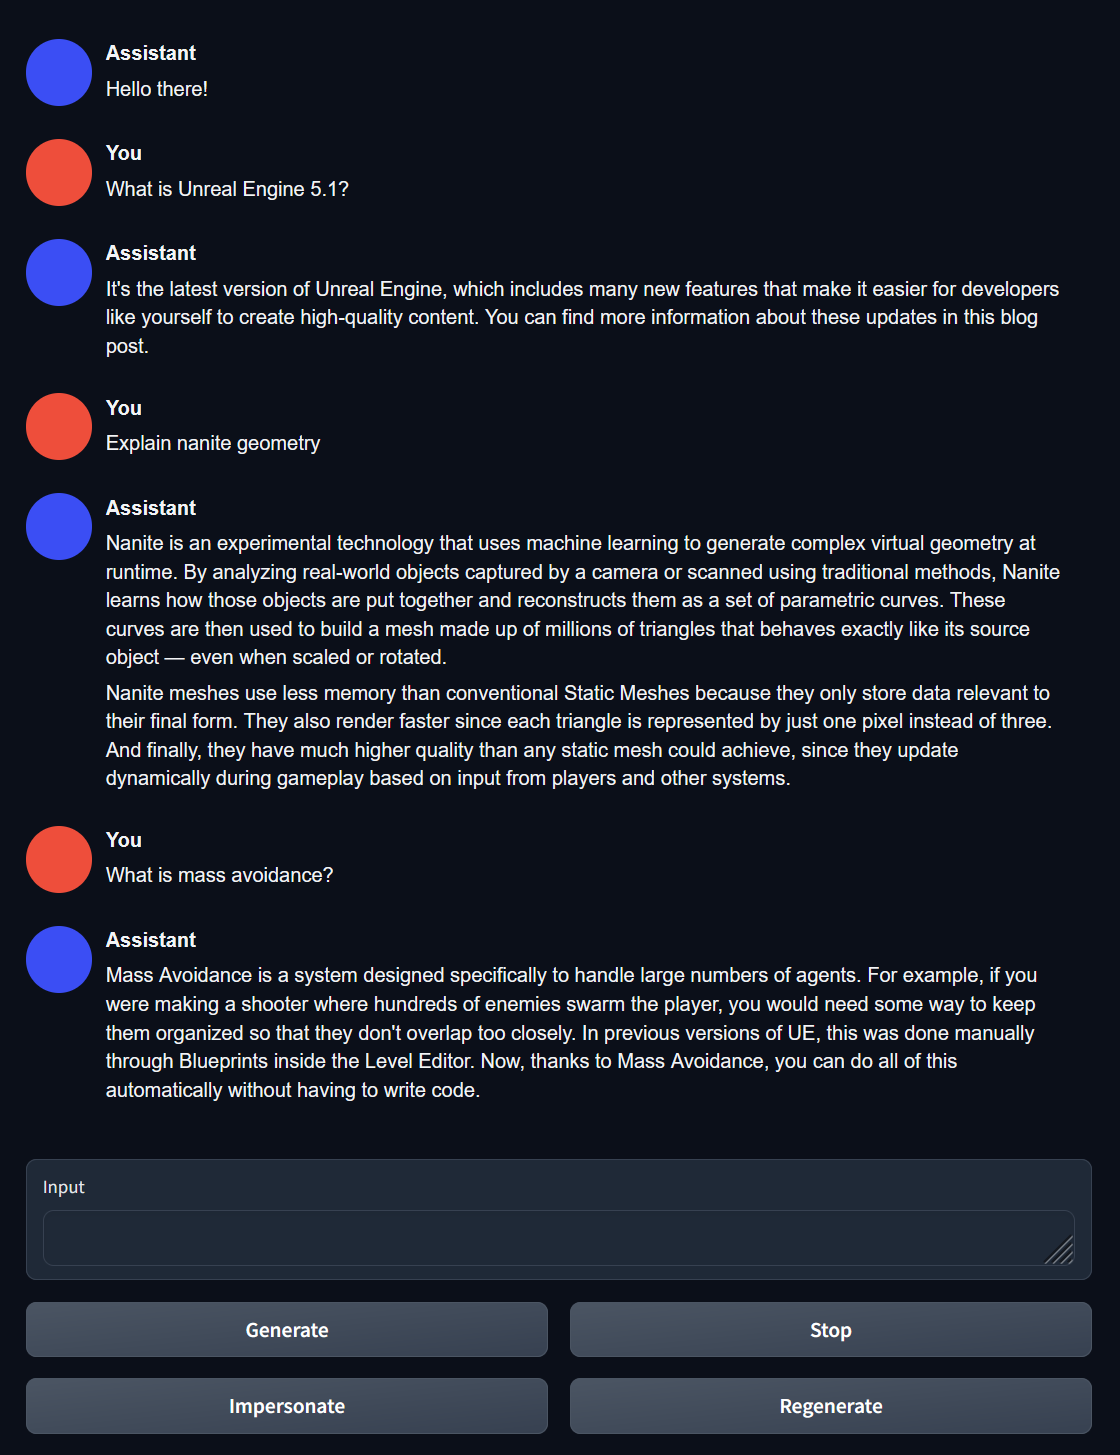 Assistant
Hello there!
You
What is Unreal Engine 5.1?
Assistant
It's the latest version of Unreal Engine, which includes many new features that make it easier for developers
like yourself to create high-quality content. You can find more information about these updates in this blog
post.
You
Explain nanite geometry
Assistant
Nanite is an experimental technology that uses machine learning to generate complex virtual geometry at
runtime. By analyzing real-world objects captured by a camera or scanned using traditional methods, Nanite
learns how those objects are put together and reconstructs them as a set of parametric curves. These
curves are then used to build a mesh made up of millions of triangles that behaves exactly like its source
object — even when scaled or rotated.
Nanite meshes use less memory than conventional Static Meshes because they only store data relevant to
their final form. They also render faster since each triangle is represented by just one pixel instead of three.
And finally, they have much higher quality than any static mesh could achieve, since they update
dynamically during gameplay based on input from players and other systems.
You
What is mass avoidance?
Assistant
Mass Avoidance is a system designed specifically to handle large numbers of agents. For example, if you
were making a shooter where hundreds of enemies swarm the player, you would need some way to keep
them organized so that they don't overlap too closely. In previous versions of UE, this was done manually
through Blueprints inside the Level Editor. Now, thanks to Mass Avoidance, you can do all of this
automatically without having to write code.
Input
Generate
Stop
Impersonate
Regenerate